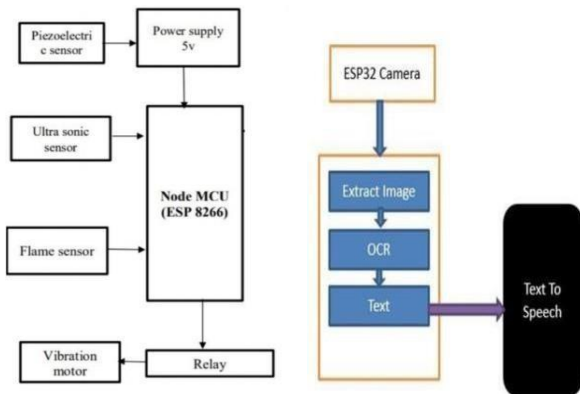 Piezoelectri
c sensor
Power supply
5v
Ultra sonic
sensor
Node MCU
(ESP 8266)
Flame sensor
Vibration
motor
Relay
ESP32 Camera
Extract Image
OCR
Text
Text To
Speech